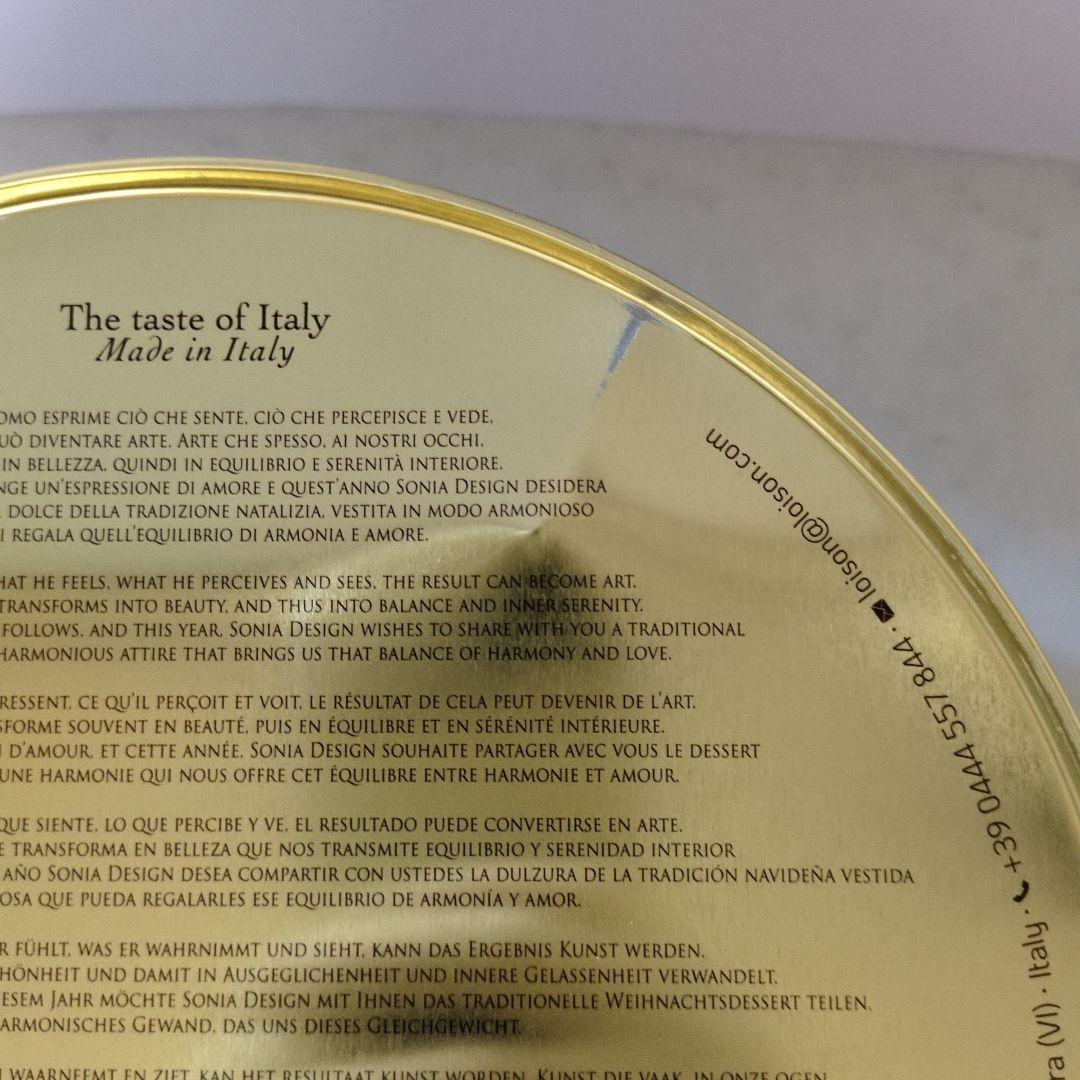 The taste of Italy
Made in Italy
OMO ESPRIME CIÒ CHE SENTE, CIÒ CHE PERCEPISCE E VEDE,
UÒ DIVENTARE ARTE. ARTE CHE SPESSO, AI NOSTRI OCCHI,
IN BELLEZZA, QUINDI IN EQUILIBRIO E SERENITÀ INTERIORE.
NGE UN'ESPRESSIONE DI AMORE E QUEST'ANNO SONIA DESIGN DESIDERA
DOLCE DELLA TRADIZIONE NATALIZIA, VESTITA IN MODO ARMONIOSO
I REGALA QUELL'EQUILIBRIO DI ARMONIA E AMORE.
HAT HE FEELS, WHAT HE PERCEIVES AND SEES, THE RESULT CAN BECOME ART.
TRANSFORMS INTO BEAUTY, AND THUS INTO BALANCE AND INNER SERENITY.
FOLLOWS, AND THIS YEAR, SONIA DESIGN WISHES TO SHARE WITH YOU A TRADITIONAL
HARMONIOUS ATTIRE THAT BRINGS US THAT BALANCE OF HARMONY AND LOVE.
RESSENT, CE QU'IL PERÇOIT ET VOIT, LE RÉSULTAT DE CELA PEUT DEVENIR DE L'ART.
SFORME SOUVENT EN BEAUTÉ, PUIS EN ÉQUILIBRE ET EN SÉRÉNITÉ INTÉRIEURE.
D'AMOUR, ET CETTE ANNÉE, SONIA DESIGN SOUHAITE PARTAGER AVEC VOUS LE DESSERT
UNE HARMONIE QUI NOUS OFFRE CET ÉQUILIBRE ENTRE HARMONIE ET AMOUR.
QUE SIENTE, LO QUE PERCIBE Y VE, EL RESULTADO PUEDE CONVERTIRSE EN ARTE.
E TRANSFORMA EN BELLEZA QUE NOS TRANSMITE EQUILIBRIO Y SERENIDAD INTERIOR
AÑO SONIA DESIGN DESEA COMPARTIR CON USTEDES LA DULZURA DE LA TRADICIÓN NAVIDEÑA VESTIDA
OSA QUE PUEDA REGALARLES ESE EQUILIBRIO DE ARMONÍA Y AMOR.
R FÜHLT, WAS ER WAHRNIMMT UND SIEHT, KANN DAS ERGEBNIS KUNST WERDEN.
HÖNHEIT UND DAMIT IN AUSGEGLICHENHEIT UND INNERE GELASSENHEIT VERWANDELT.
IESEM JAHR MÖCHTE SONIA DESIGN MIT IHNEN DAS TRADITIONELLE WEIHNACHTSDESSERT TEILEN,
ARMONISCHES GEWAND, DAS UNS DIESES GLEICHGEWICHT.
WAARNEEMT EN ZIET, KAN HET RESULTAAT KUNST WORDEN. KUNST DIE VAAK, IN ONZE OGEN
ra (VI) · Italy · +39 0444 557 844 · loison@loison.com